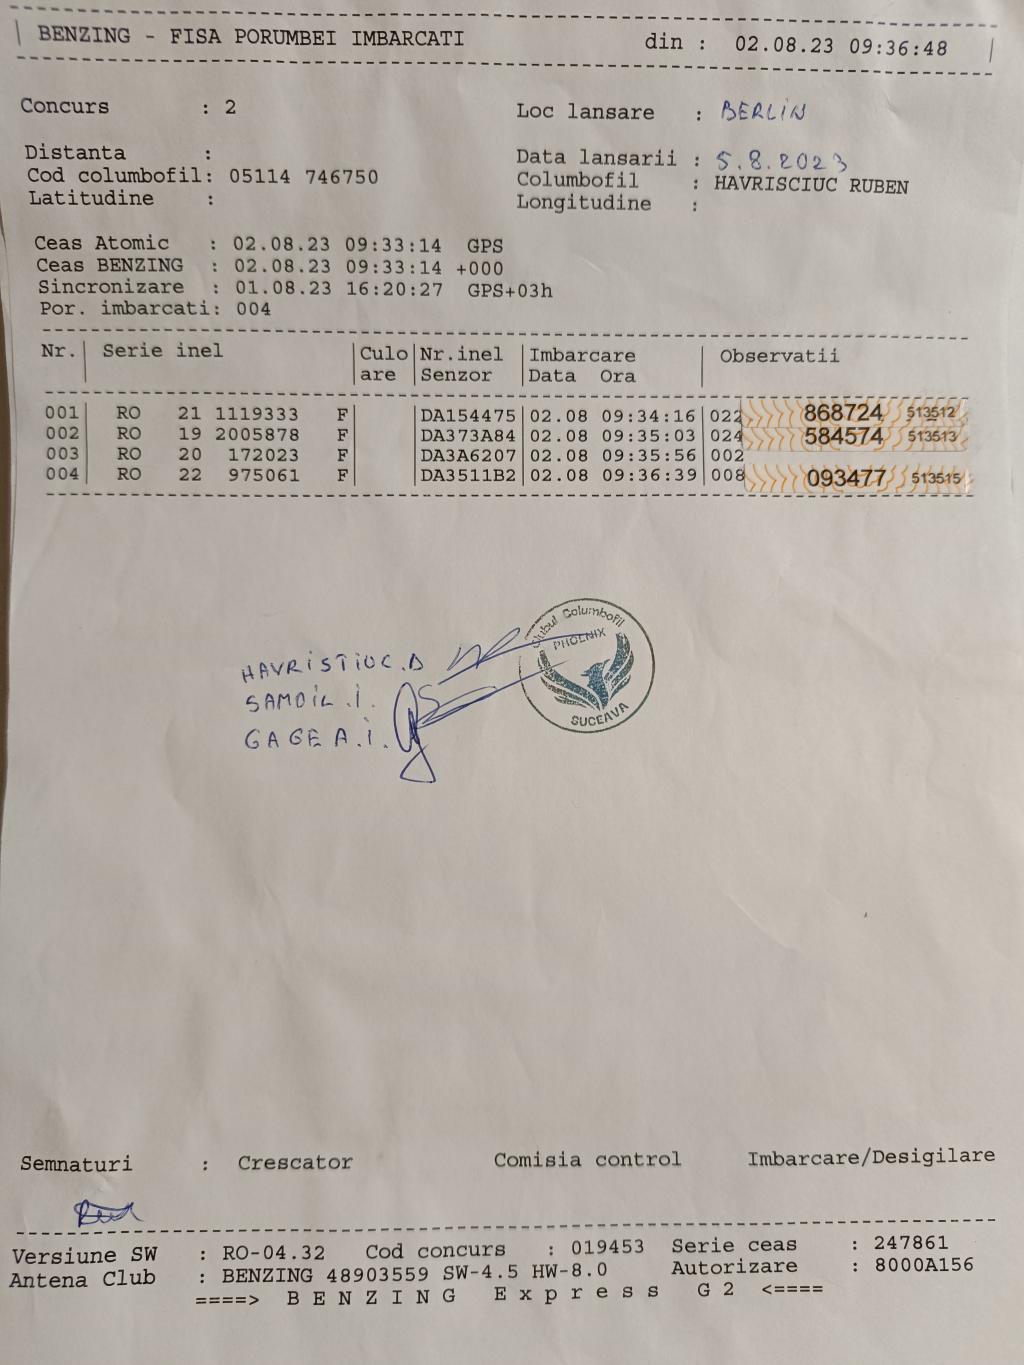 BENZING - FISA PORUMBEI IMBARCATI din : 02.08.23 09:36:48
Concurs : 2 Loc lansare : BERLIN
Distanta : Data lansarii : 5.8.2023
Cod columbofil: 05114 746750 Columbofil : HAVRISCIUC RUBEN
Latitudine : Longitudine :
Ceas Atomic : 02.08.23 09:33:14 GPS
Ceas BENZING : 02.08.23 09:33:14 +000
Sincronizare : 01.08.23 16:20:27 GPS+03h
Por. imbarcati: 004
Nr. Serie inel Culo Nr.inel Imbarcare Observatii
are Senzor Data Ora
001 RO 21 1119333 F DA154475 02.08 09:34:16 022 868724 513512
002 RO 19 2005878 F DA373A84 02.08 09:35:03 024 584574 513513
003 RO 20 172023 F DA3A6207 02.08 09:35:56 002
004 RO 22 975061 F DA3511B2 02.08 09:36:39 008 093477 513515
Clubul Columbofil
PHOENIX
SUCEAVA
HAVRISTIUC.D
SAMOIL.I.
GAGEA.I.
Semnaturi : Crescator Comisia control Imbarcare/Desigilare
Versiune SW : RO-04.32 Cod concurs : 019453 Serie ceas : 247861
Antena Club : BENZING 48903559 SW-4.5 HW-8.0 Autorizare : 8000A156
====> B E N Z I N G E x p r e s s G 2 <====